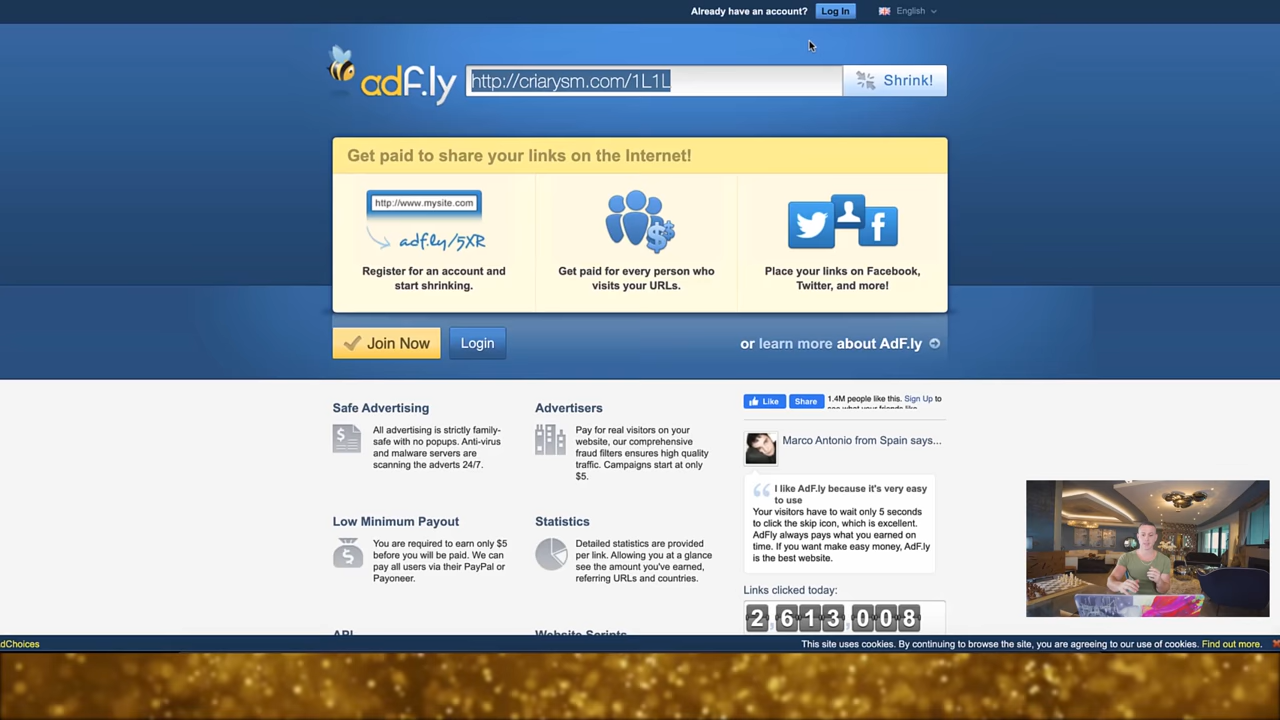 Already have an account? Log In English
adf.ly http://criarysm.com/1L1L Shrink!
Get paid to share your links on the Internet!
http://www.mysite.com
adf.ly/5XR
Register for an account and
start shrinking.
Get paid for every person who
visits your URLs.
Place your links on Facebook,
Twitter, and more!
Join Now Login or learn more about AdF.ly
Safe Advertising
All advertising is strictly family-
safe with no popups. Anti-virus
and malware servers are
scanning the adverts 24/7.
Advertisers
Pay for real visitors on your
website, our comprehensive
fraud filters ensures high quality
traffic. Campaigns start at only
$5.
Like Share 1.4M people like this. Sign Up to
see what your friends like.
Marco Antonio from Spain says...
I like AdF.ly because it's very easy
to use
Your visitors have to wait only 5 seconds
to click the skip icon, which is excellent.
AdFly always pays what you earned on
time. If you want make easy money, AdF.ly
is the best website.
Low Minimum Payout
You are required to earn only $5
before you will be paid. We can
pay all users via their PayPal or
Payoneer.
Statistics
Detailed statistics are provided
per link. Allowing you at a glance
see the amount you've earned,
referring URLs and countries.
Links clicked today:
2,613,008
API Website Scripts
dChoices This site uses cookies. By continuing to browse the site, you are agreeing to our use of cookies. Find out more.